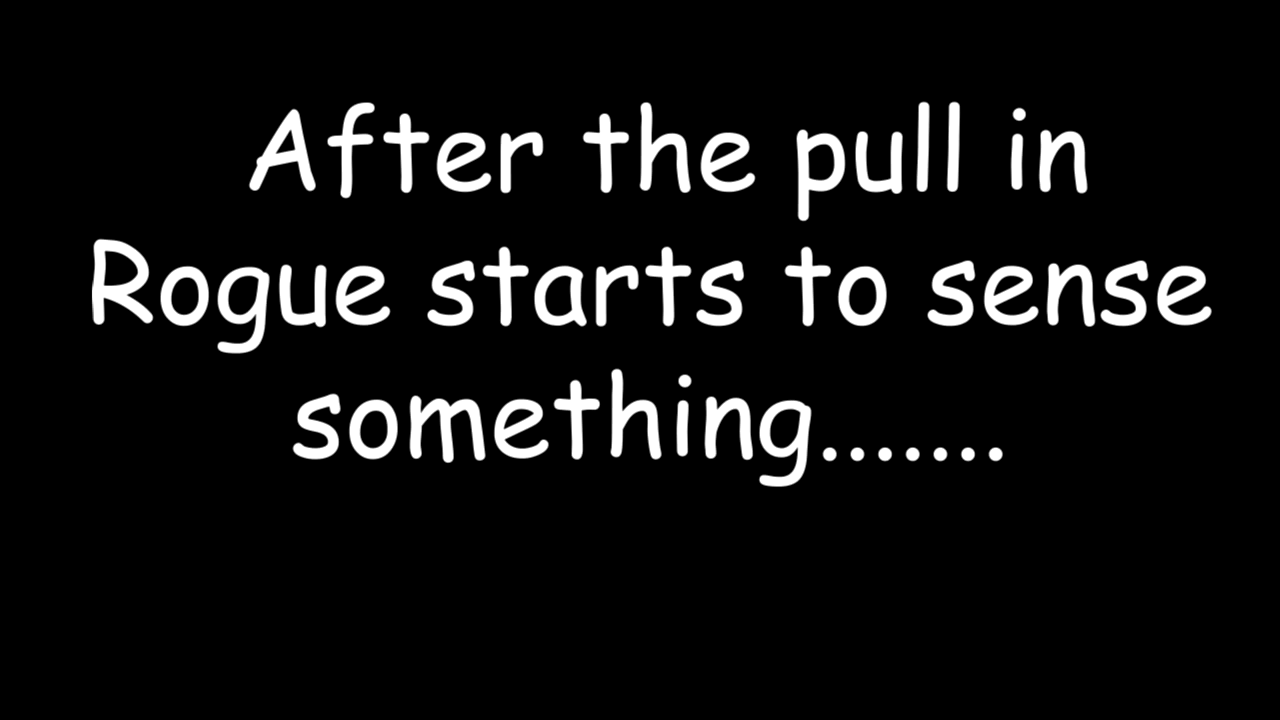 After the pull in
Rogue starts to sense
something.......